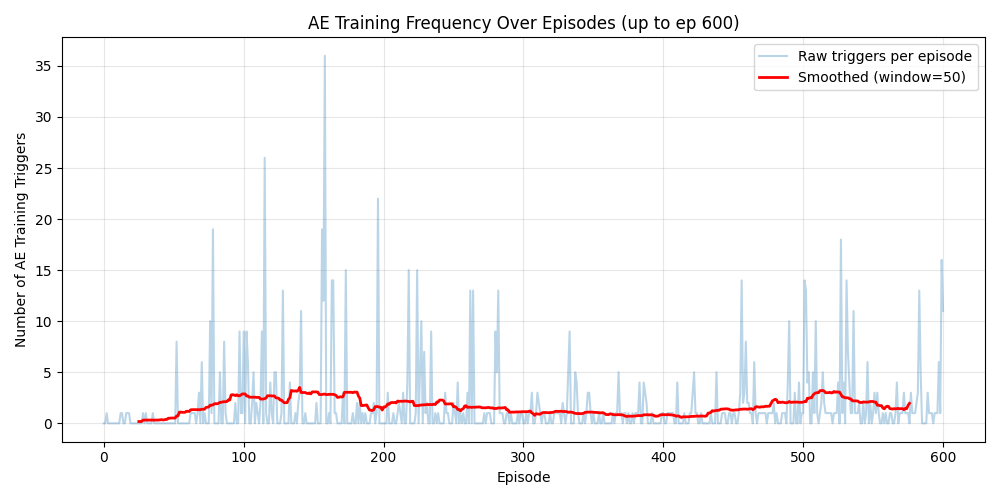 AE Training Frequency Over Episodes (up to ep 600)
Raw triggers per episode
Smoothed (window=50)
Number of AE Training Triggers
35
30
25
20
15
10
5
0
0 100 200 300 400 500 600
Episode